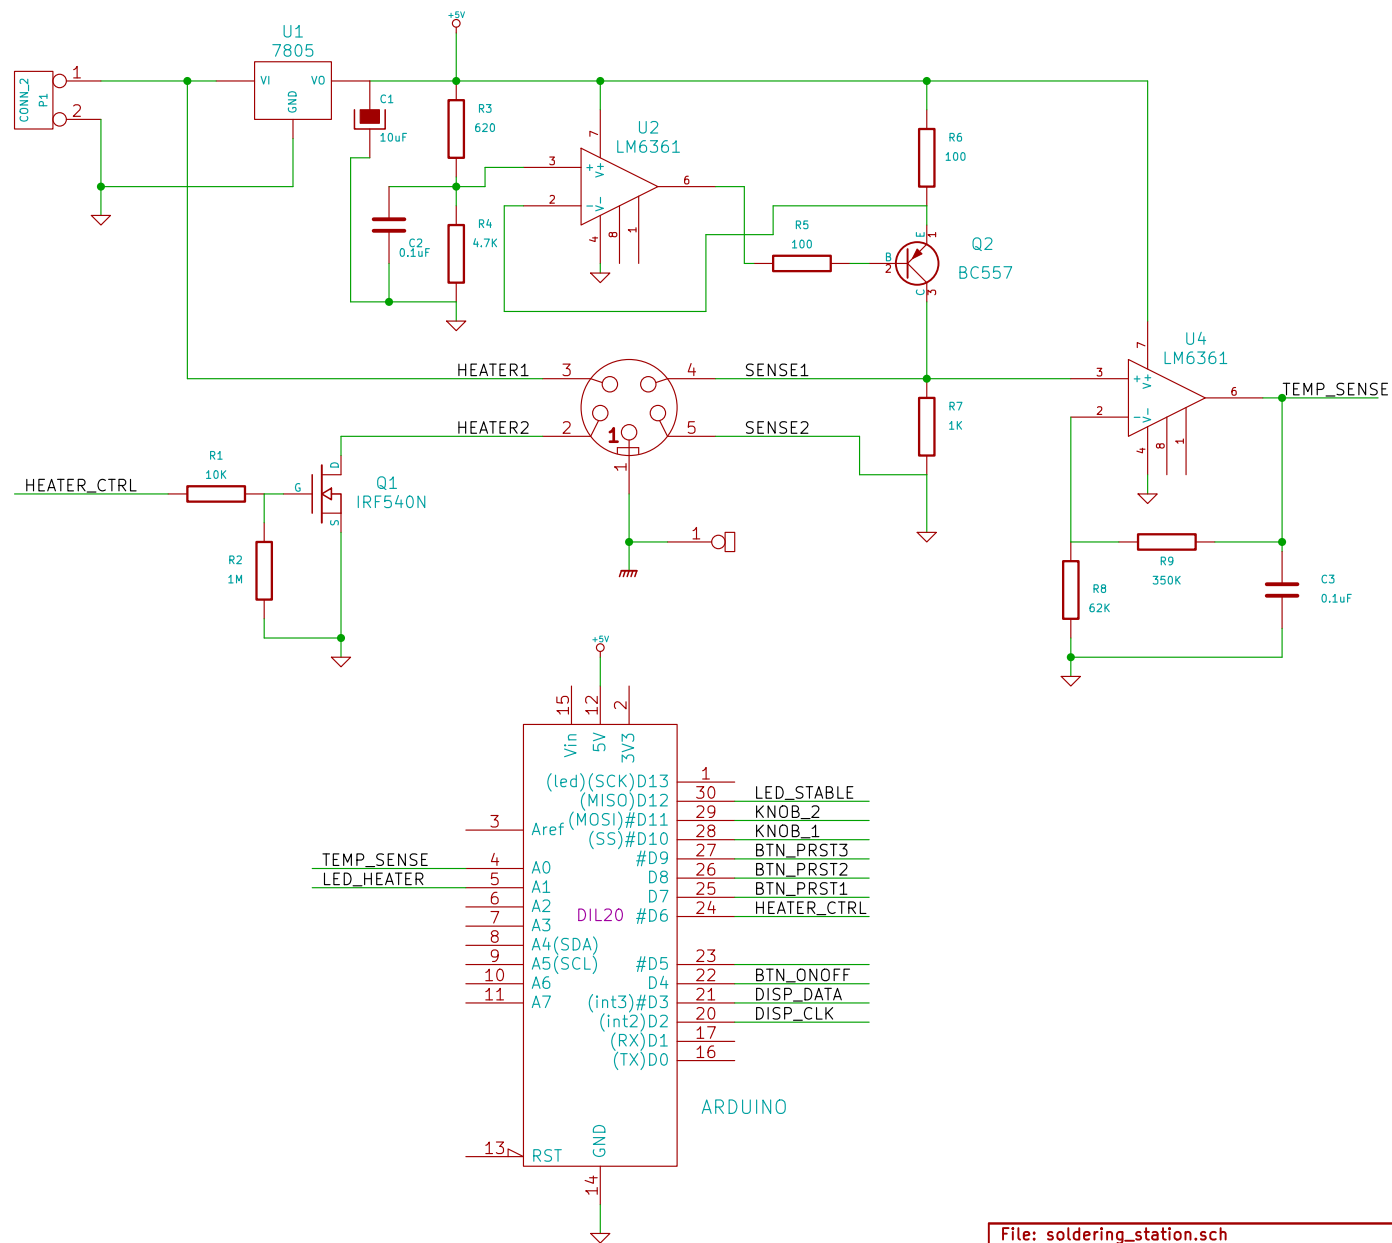 +5V
U1
7805
VI
VO
GND
CONN_2
P1
1
2
C1
10uF
R3
620
U2
LM6361
7
3
+
V+
2
-
V-
6
4
8
1
R6
100
C2
0.1uF
R4
4.7K
R5
100
E
1
B
2
C
3
Q2
BC557
HEATER1
3
4
SENSE1
HEATER2
2
1
5
SENSE2
1
1
R7
1K
U4
LM6361
7
3
+
V+
2
-
V-
6
TEMP_SENSE
4
8
1
R1
10K
HEATER_CTRL
G
D
S
Q1
IRF540N
R2
1M
R9
350K
R8
62K
C3
0.1uF
+5V
15
12
2
Vin
5V
3V3
(led)(SCK)D13
1
(MISO)D12
30
LED_STABLE
(MOSI)#D11
29
KNOB_2
3
Aref
(SS)#D10
28
KNOB_1
#D9
27
BTN_PRST3
TEMP_SENSE
4
A0
D8
26
BTN_PRST2
LED_HEATER
5
A1
D7
25
BTN_PRST1
6
A2
DIL20
#D6
24
HEATER_CTRL
7
A3
8
A4(SDA)
9
A5(SCL)
#D5
23
10
A6
D4
22
BTN_ONOFF
11
A7
(int3)#D3
21
DISP_DATA
(int2)D2
20
DISP_CLK
(RX)D1
17
(TX)D0
16
ARDUINO
13
RST
GND
14
File: soldering_station.sch